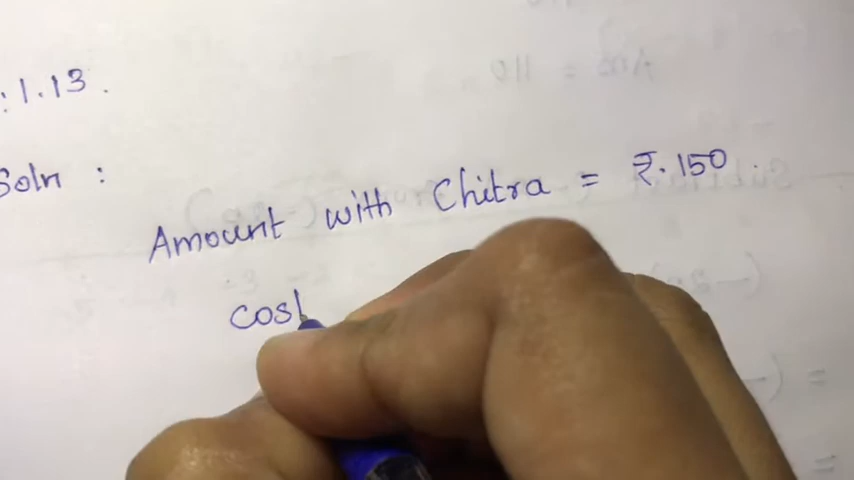 : 1.13.
Soln :
Amount with Chitra = ₹.150.
cost